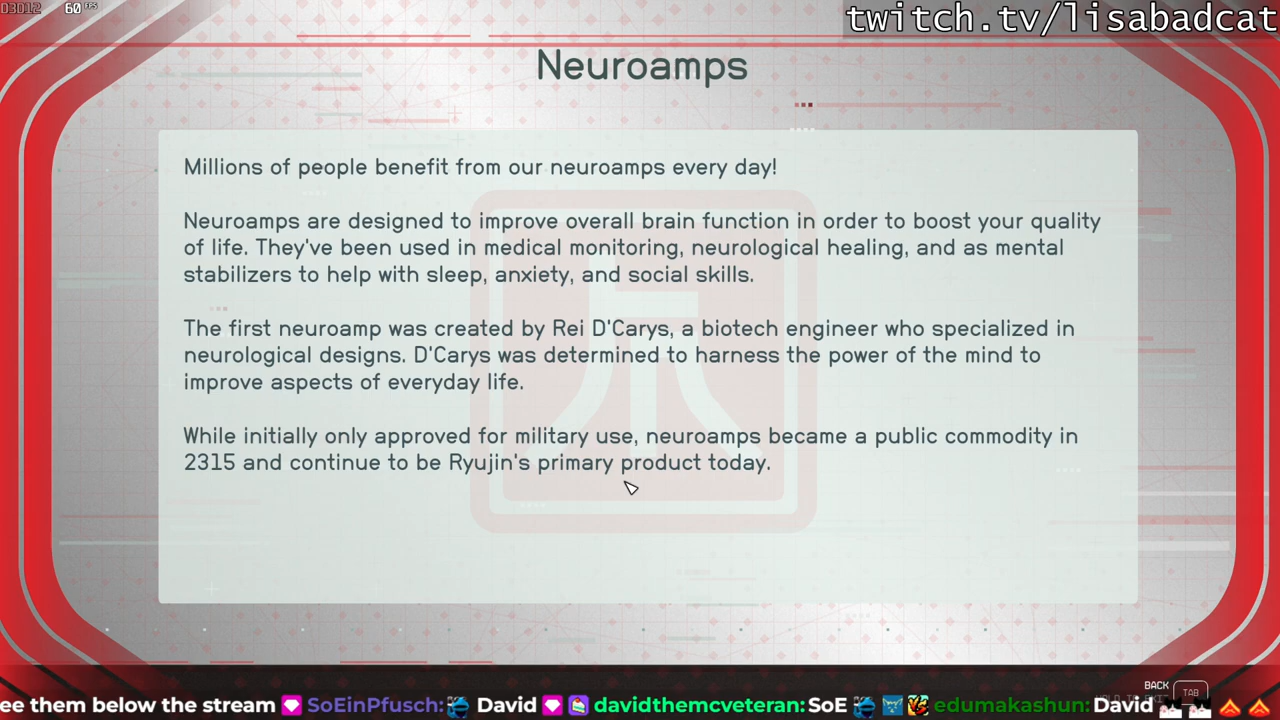 D3D12 60 FPS
twitch.tv/lisabadcat
Neuroamps
Millions of people benefit from our neuroamps every day!
Neuroamps are designed to improve overall brain function in order to boost your quality
of life. They've been used in medical monitoring, neurological healing, and as mental
stabilizers to help with sleep, anxiety, and social skills.
The first neuroamp was created by Rei D'Carys, a biotech engineer who specialized in
neurological designs. D'Carys was determined to harness the power of the mind to
improve aspects of everyday life.
While initially only approved for military use, neuroamps became a public commodity in
2315 and continue to be Ryujin's primary product today.
BACK
HOLD TO EXIT TAB
ee them below the stream SoEinPfusch: David davidthemcveteran: SoE edumakashun: David